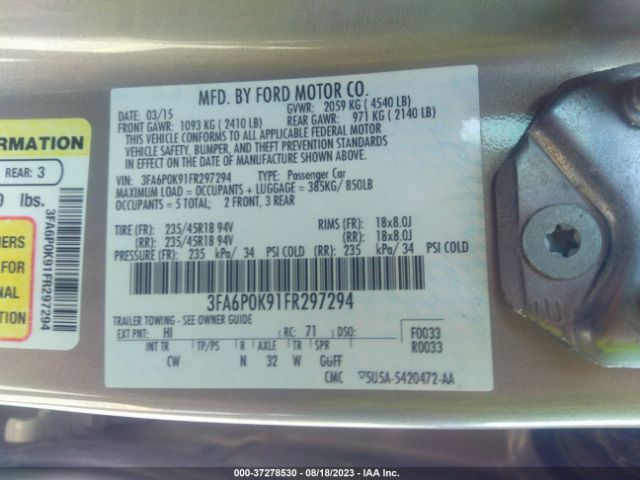 MFD. BY FORD MOTOR CO.
DATE: 03/15 GVWR: 2059 KG ( 4540 LB)
FRONT GAWR: 1093 KG ( 2410 LB) REAR GAWR: 971 KG ( 2140 LB)
THIS VEHICLE CONFORMS TO ALL APPLICABLE FEDERAL MOTOR
VEHICLE SAFETY, BUMPER, AND THEFT PREVENTION STANDARDS
IN EFFECT ON THE DATE OF MANUFACTURE SHOWN ABOVE.
VIN: 3FA6P0K91FR297294 TYPE: Passenger Car
MAXIMUM LOAD = OCCUPANTS + LUGGAGE = 385KG/ 850LB
OCCUPANTS = 5 TOTAL; 2 FRONT, 3 REAR
TIRE (FR): 235/45R18 94V RIMS (FR): 18x8.0J
(RR): 235/45R18 94V (RR): 18x8.0J
PRESSURE (FR): 235 kPa/ 34 PSI COLD (RR): 235 kPa/ 34 PSI COLD
3FA6P0K91FR297294
TRAILER TOWING - SEE OWNER GUIDE
EXT PNT: HI RC: 71 DSO: F0033
R0033
INT TR TP/PS R AXLE TR SPR
CW N 32 W GGFF
CMC 5U5A-5420472-AA
FORMATION
REAR: 3
lbs.
FOR
NAL
3FA6P0K91FR297294
000-37278530 - 08/18/2023 - IAA Inc.